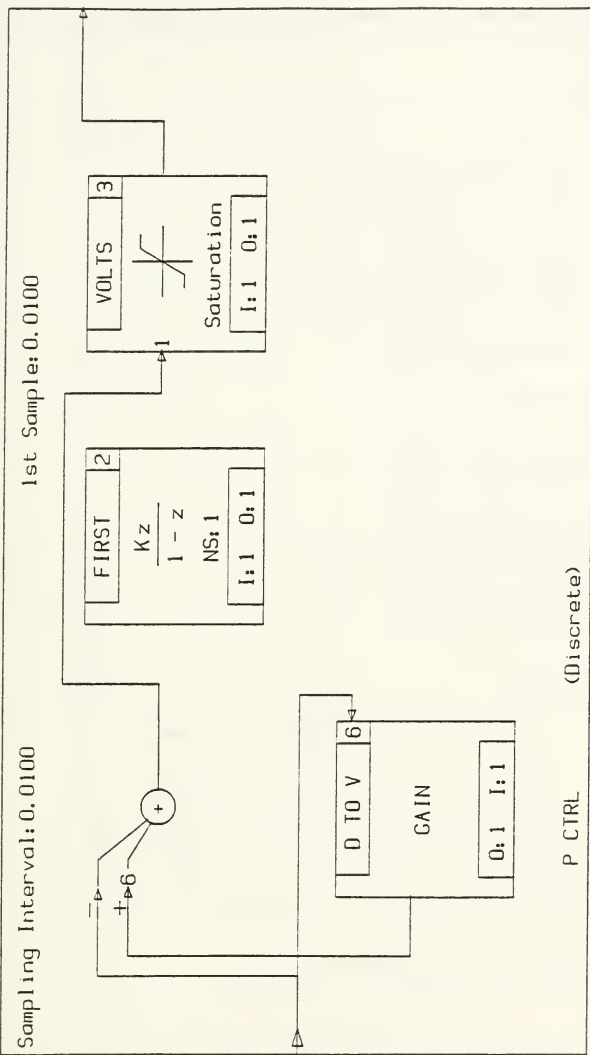 Sampling Interval:0.0100 1st Sample:0.0100
−
+ 6
+
FIRST 2
Kz
1 - z
NS:1
I:1 O:1
VOLTS 3
1
Saturation
I:1 O:1
D TO V 6
GAIN
O:1 I:1
P CTRL (Discrete)